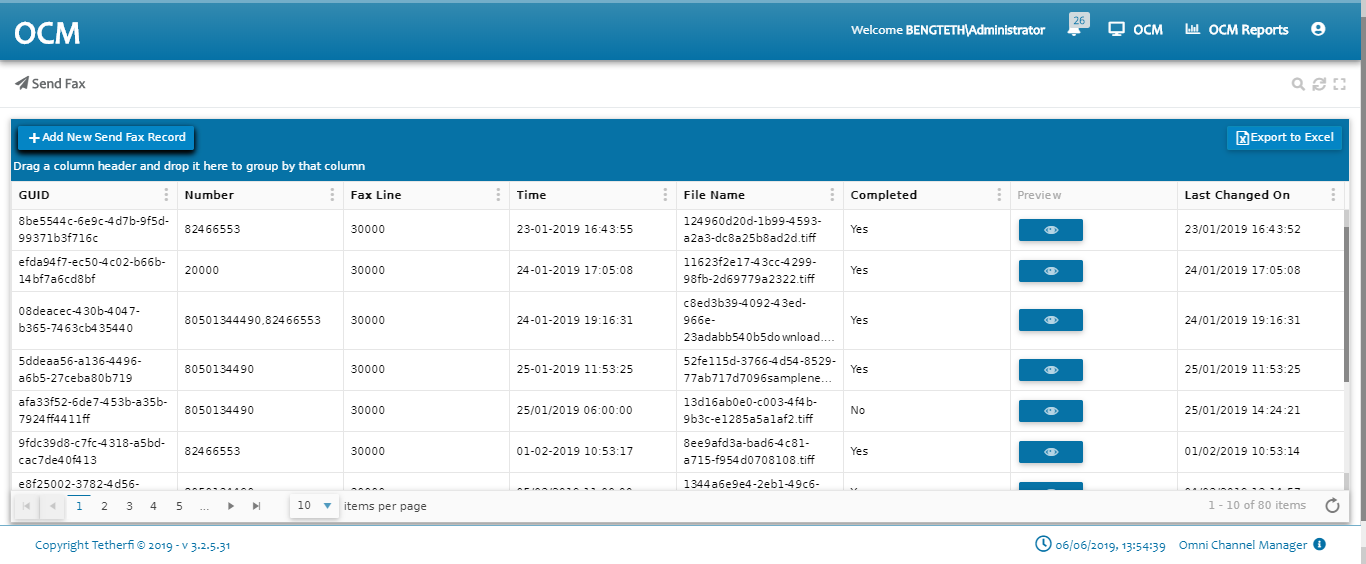 OCM
Welcome BENGTETH\Administrator
26
OCM
OCM Reports
Send Fax
Add New Send Fax Record
Export to Excel
Drag a column header and drop it here to group by that column
GUID Number Fax Line Time File Name Completed Preview Last Changed On
8be5544c-6e9c-4d7b-9f5d-
99371b3f716c
82466553 30000 23-01-2019 16:43:55
124960d20d-1b99-4593-
a2a3-dc8a25b8ad2d.tiff
Yes 23/01/2019 16:43:52
efda94f7-ec50-4c02-b66b-
14bf7a6cd8bf
20000 30000 24-01-2019 17:05:08
11623f2e17-43cc-4299-
98fb-2d69779a2322.tiff
Yes 24/01/2019 17:05:08
08deacec-430b-4047-
b365-7463cb435440
80501344490,82466553 30000 24-01-2019 19:16:31
c8ed3b39-4092-43ed-
966e-
23adabb540b5download....
Yes 24/01/2019 19:16:31
5ddeaa56-a136-4496-
a6b5-27ceba80b719
8050134490 30000 25-01-2019 11:53:25
52fe115d-3766-4d54-8529-
77ab717d7096samplene...
Yes 25/01/2019 11:53:25
afa33f52-6de7-453b-a35b-
7924ff4411ff
8050134490 30000 25/01/2019 06:00:00
13d16ab0e0-c003-4f4b-
9b3c-e1285a5a1af2.tiff
No 25/01/2019 14:24:21
9fdc39d8-c7fc-4318-a5bd-
cac7de40f413
82466553 30000 01-02-2019 10:53:17
8ee9afd3a-bad6-4c81-
a715-f954d0708108.tiff
Yes 01/02/2019 10:53:14
e8f25002-3782-4d56-
1344a6e9e4-2eb1-49c6-
1 2 3 4 5 ... 10 items per page
1 - 10 of 80 items
Copyright Tetherfi © 2019 - v 3.2.5.31
06/06/2019, 13:54:39 Omni Channel Manager